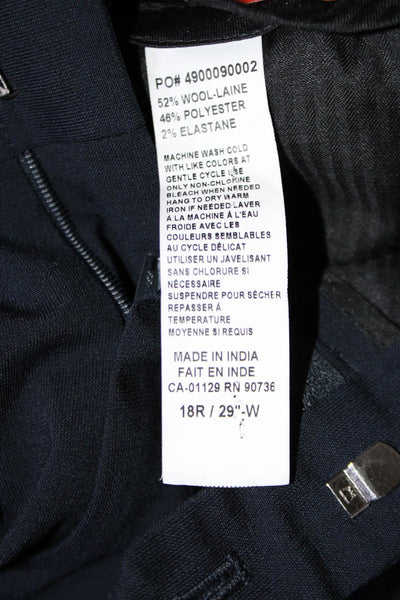 PO# 4900090002
52% WOOL-LAINE
46% POLYESTER
2% ELASTANE
MACHINE WASH COLD
WITH LIKE COLORS AT
GENTLE CYCLE USE
ONLY NON-CHLORINE
BLEACH WHEN NEEDED
HANG TO DRY WARM
IRON IF NEEDED LAVER
À LA MACHINE À L'EAU
FROIDE AVEC LES
COULEURS SEMBLABLES
AU CYCLE DÉLICAT
UTILISER UN JAVELISANT
SANS CHLORURE SI
NÉCESSAIRE
SUSPENDRE POUR SÉCHER
REPASSER À
TEMPERATURE
MOYENNE SI REQUIS
MADE IN INDIA
FAIT EN INDE
CA-01129 RN 90736
18R / 29"-W